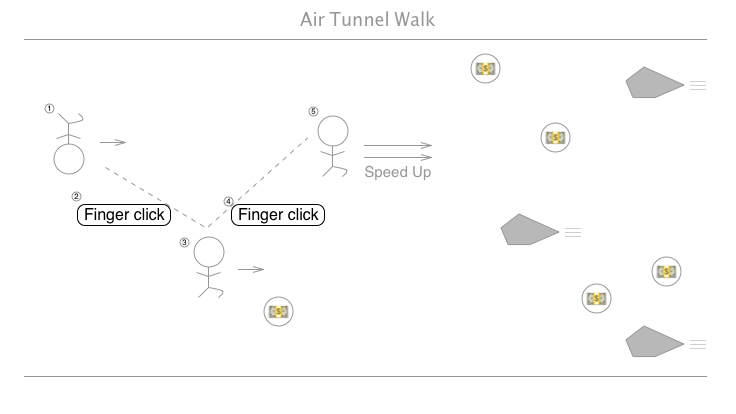 Air Tunnel Walk
①
⑤
Speed Up
②
Finger click
④
Finger click
③